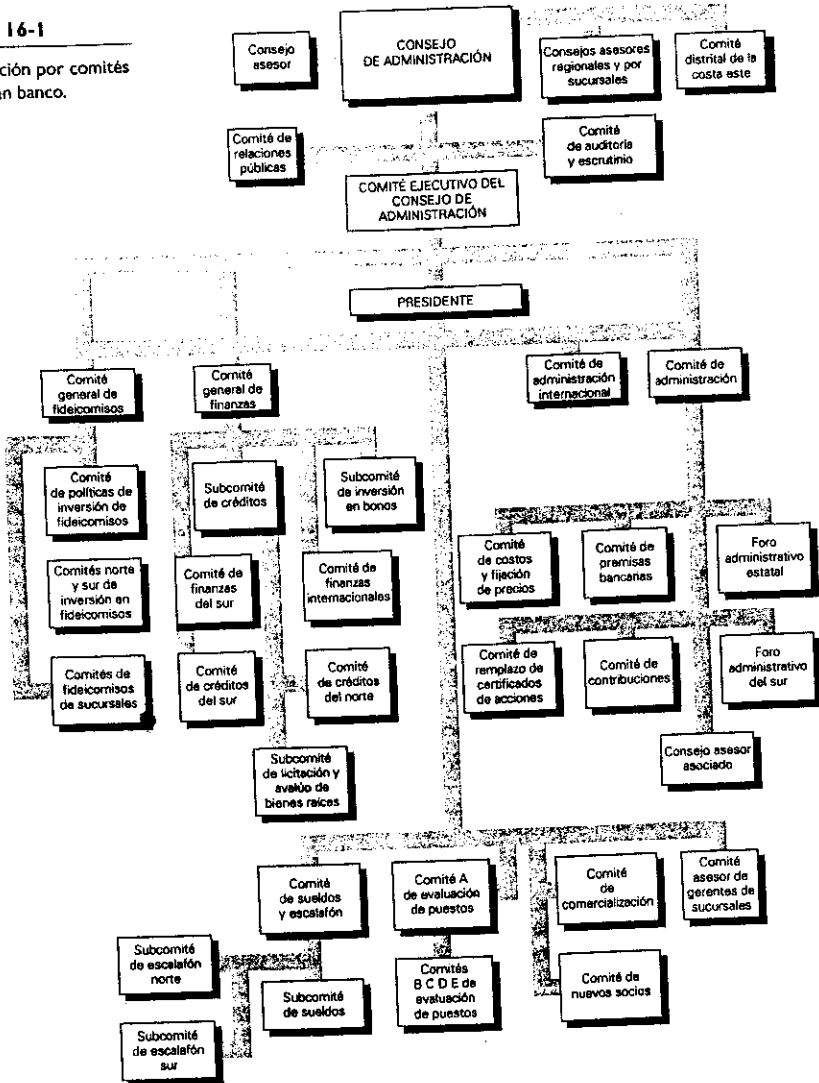 16-1
ción por comités
an banco.
Consejo
asesor
CONSEJO
DE ADMINISTRACIÓN
Consejos asesores
regionales y por
sucursales
Comité
distrital de la
costa este
Comité de
relaciones
públicas
Comité
de auditoría
y escrutinio
COMITÉ EJECUTIVO DEL
CONSEJO DE
ADMINISTRACIÓN
PRESIDENTE
Comité
general de
fideicomisos
Comité
general de
finanzas
Comité de
administración
internacional
Comité de
administración
Comité
de políticas de
inversión de
fideicomisos
Subcomité
de créditos
Subcomité
de inversión
en bonos
Comités norte
y sur de
inversión en
fideicomisos
Comité de
finanzas
del sur
Comité de
finanzas
internacionales
Comités de
fideicomisos
de sucursales
Comité
de créditos
del sur
Comité
de créditos
del norte
Subcomité
de licitación y
avalúo de
bienes raíces
Comité
de costos
y fijación
de precios
Comité de
premisas
bancarias
Foro
administrativo
estatal
Comité de
remplazo de
certificados
de acciones
Comité de
contribuciones
Foro
administrativo
del sur
Consejo asesor
asociado
Comité
de sueldos
y escalafón
Comité A
de evaluación
de puestos
Comité
de
comercialización
Comité
asesor de
gerentes de
sucursales
Subcomité
de escalafón
norte
Subcomité
de sueldos
Comités
B C D E de
evaluación
de puestos
Comité de
nuevos socios
Subcomité
de escalafón
sur